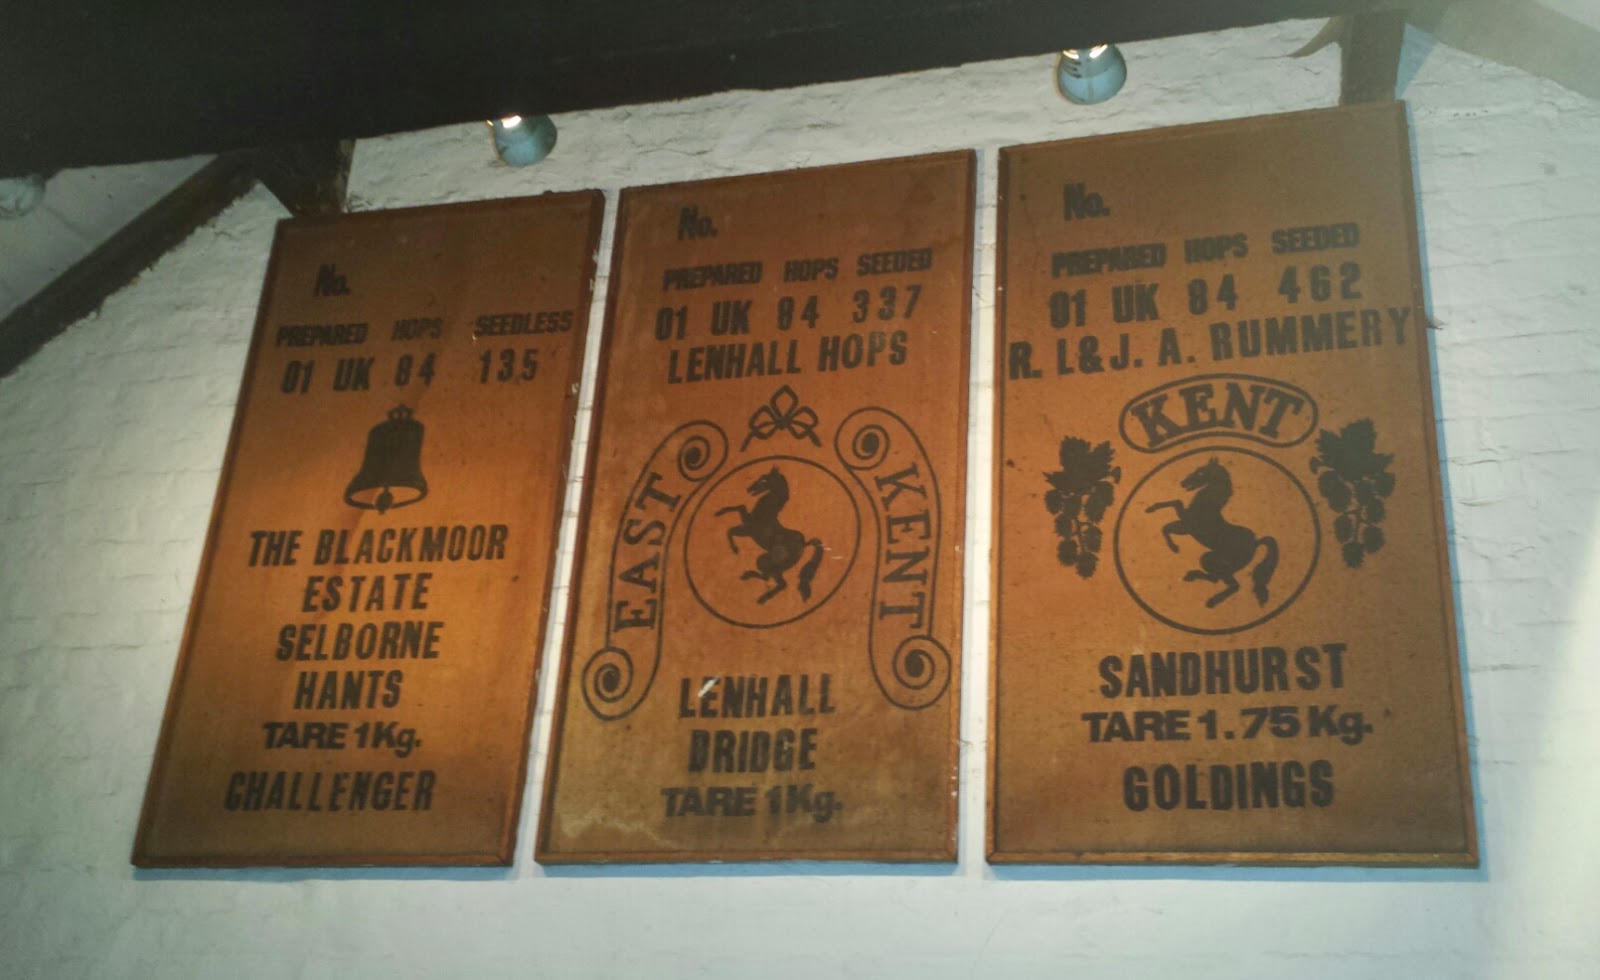 No.
PREPARED HOPS SEEDLESS
01 UK 84 135
THE BLACKMOOR
ESTATE
SELBORNE
HANTS
TARE 1Kg.
CHALLENGER
No.
PREPARED HOPS SEEDED
01 UK 84 337
LENHALL HOPS
EAST KENT
LENHALL
BRIDGE
TARE 1Kg.
No.
PREPARED HOPS SEEDED
01 UK 84 462
R. L&J. A. RUMMERY
KENT
SANDHURST
TARE 1.75 Kg.
GOLDINGS